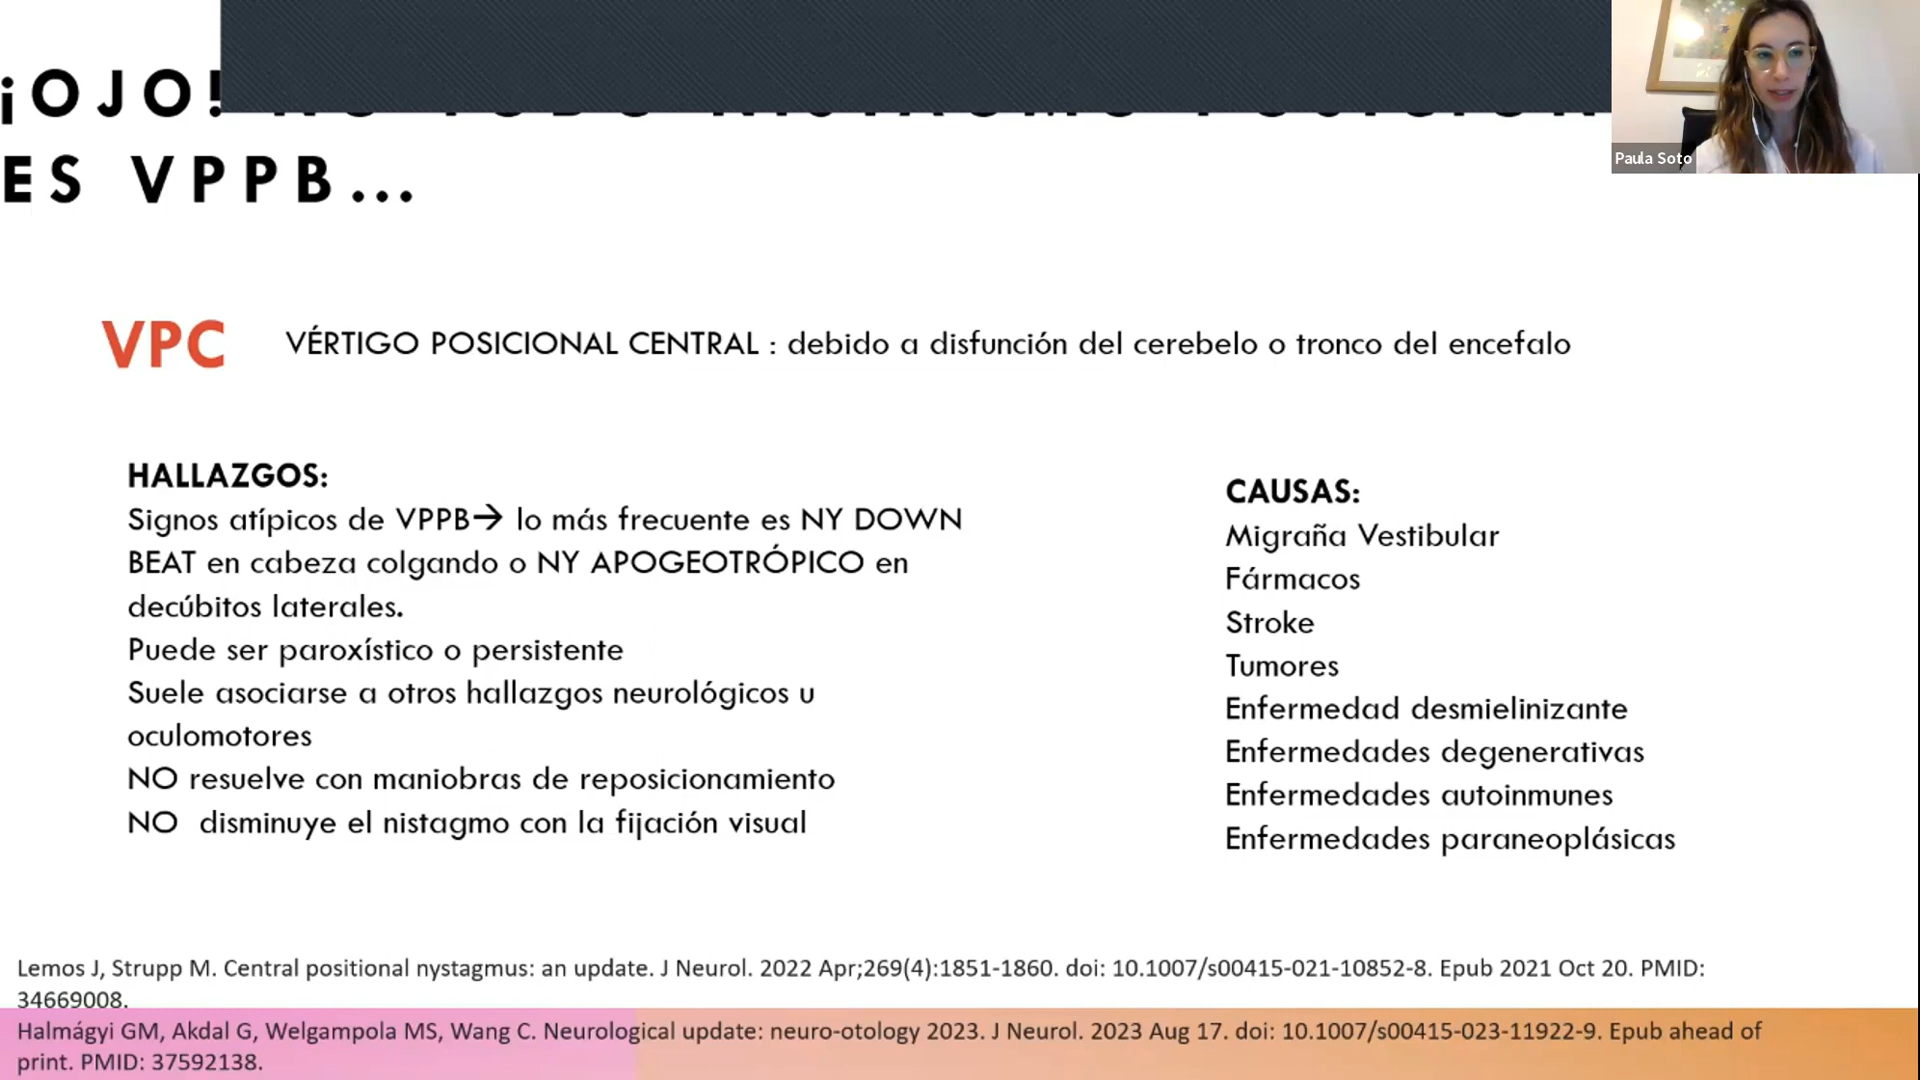 ¡OJO! NO TODO NISTAGMO POSICION
ES VPPB...
Paula Soto
VPC
VÉRTIGO POSICIONAL CENTRAL : debido a disfunción del cerebelo o tronco del encefalo
HALLAZGOS:
Signos atípicos de VPPB→ lo más frecuente es NY DOWN
BEAT en cabeza colgando o NY APOGEOTRÓPICO en
decúbitos laterales.
Puede ser paroxístico o persistente
Suele asociarse a otros hallazgos neurológicos u
oculomotores
NO resuelve con maniobras de reposicionamiento
NO disminuye el nistagmo con la fijación visual
CAUSAS:
Migraña Vestibular
Fármacos
Stroke
Tumores
Enfermedad desmielinizante
Enfermedades degenerativas
Enfermedades autoinmunes
Enfermedades paraneoplásicas
Lemos J, Strupp M. Central positional nystagmus: an update. J Neurol. 2022 Apr;269(4):1851-1860. doi: 10.1007/s00415-021-10852-8. Epub 2021 Oct 20. PMID:
34669008.
Halmágyi GM, Akdal G, Welgampola MS, Wang C. Neurological update: neuro-otology 2023. J Neurol. 2023 Aug 17. doi: 10.1007/s00415-023-11922-9. Epub ahead of
print. PMID: 37592138.